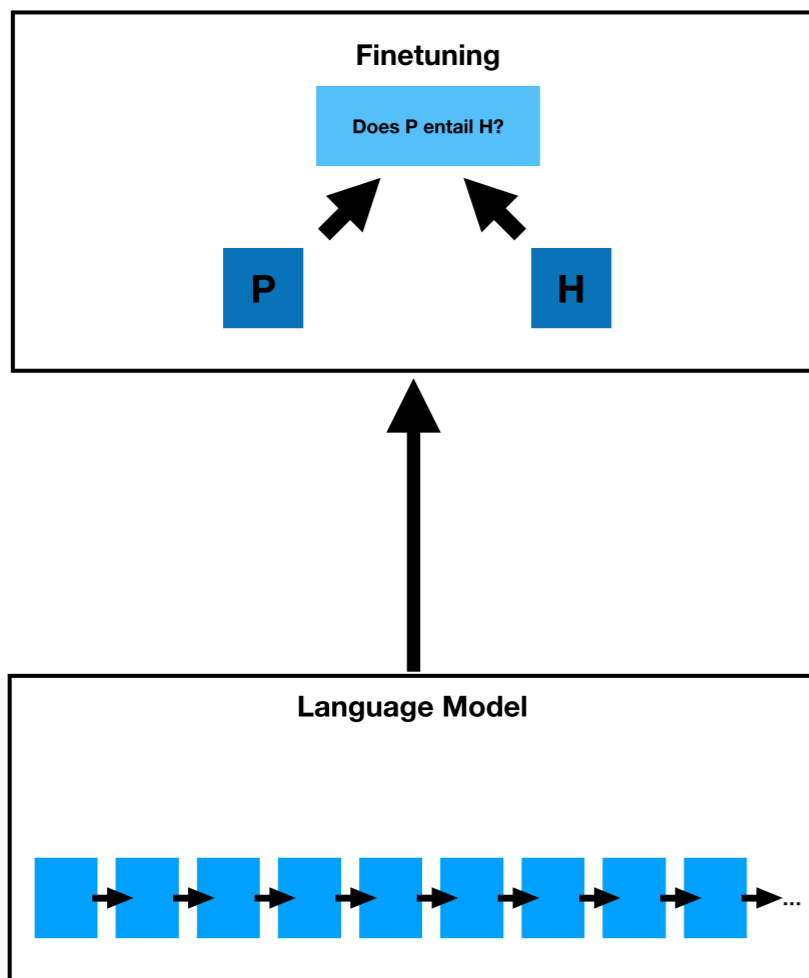 Finetuning
Does P entail H?
P
H
Language Model
...